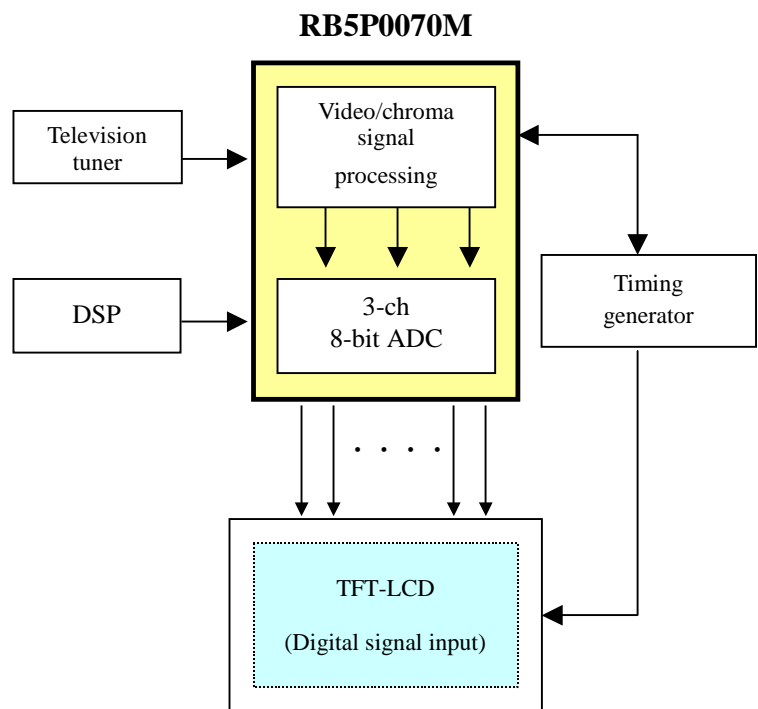 RB5P0070M
Video/chroma
signal
processing
Television
tuner
DSP
3-ch
8-bit ADC
Timing
generator
. . . .
TFT-LCD
(Digital signal input)